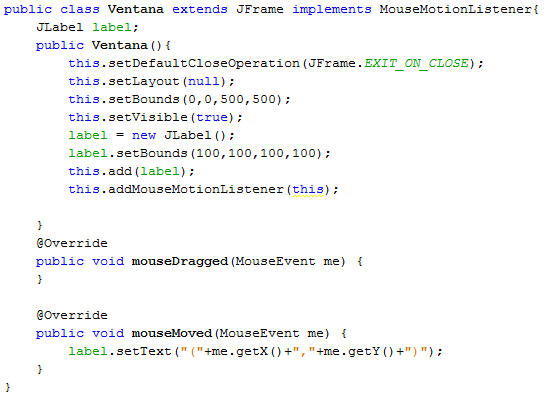 public class Ventana extends JFrame implements MouseMotionListener{
    JLabel label;
    public Ventana(){
        this.setDefaultCloseOperation(JFrame.EXIT_ON_CLOSE);
        this.setLayout(null);
        this.setBounds(0,0,500,500);
        this.setVisible(true);
        label = new JLabel();
        label.setBounds(100,100,100,100);
        this.add(label);
        this.addMouseMotionListener(this);

    }
    @Override
    public void mouseDragged(MouseEvent me) {
    }

    @Override
    public void mouseMoved(MouseEvent me) {
        label.setText("("+me.getX()+","+me.getY()+")");
    }
}